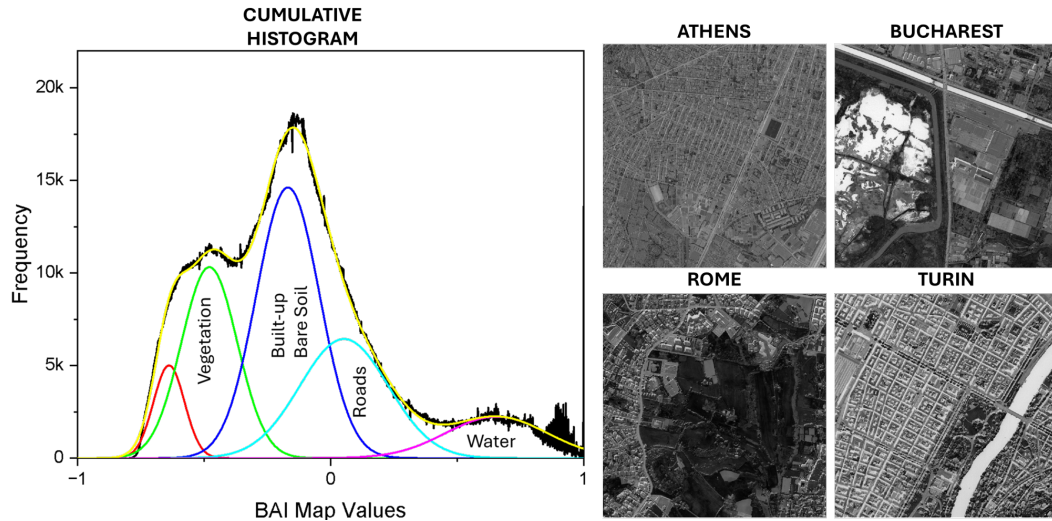 CUMULATIVE
HISTOGRAM
20k
15k
10k
5k
0
Frequency
Vegetation
Built-up
Bare Soil
Roads
Water
−1
0
1
BAI Map Values
ATHENS
BUCHAREST
ROME
TURIN